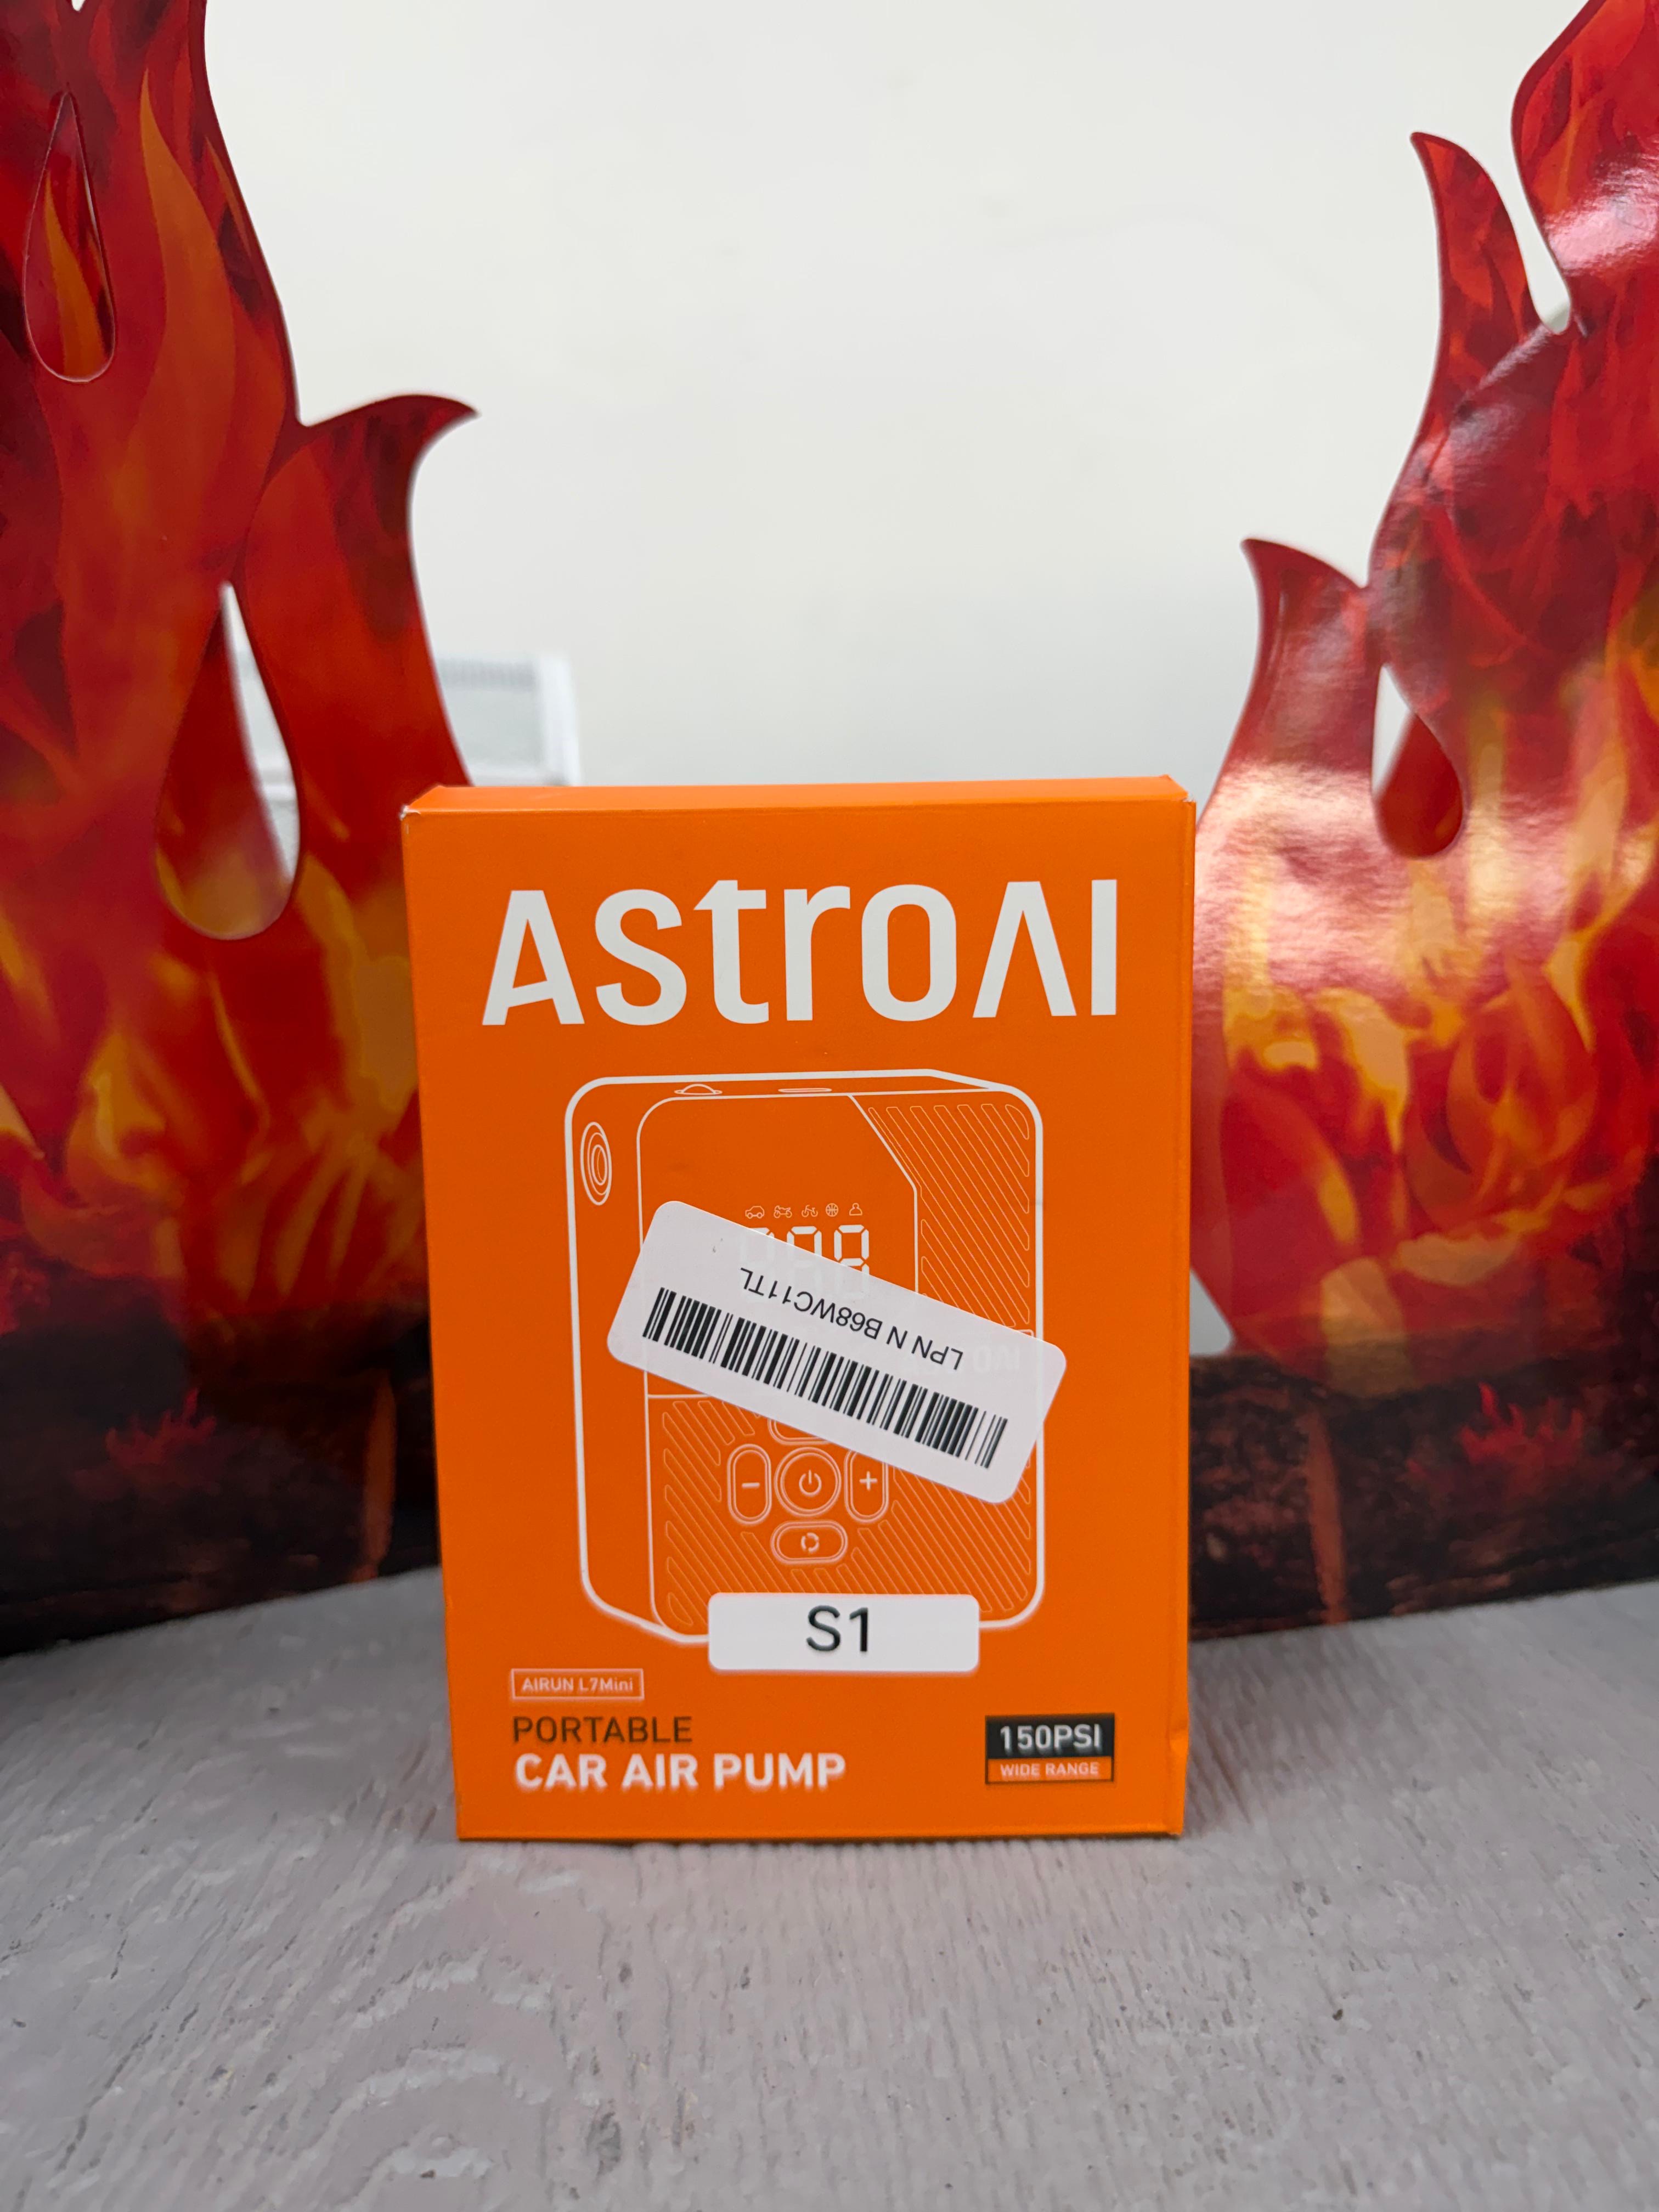 AstroAI
LPN N B68WC11TL
S1
AIRUN L7Mini
PORTABLE
CAR AIR PUMP
150PSI
WIDE RANGE